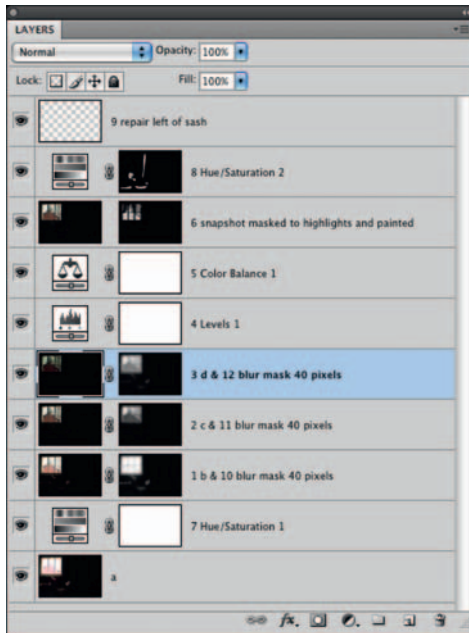 LAYERS
Normal Opacity: 100%
Lock: Fill: 100%
9 repair left of sash
8 Hue/Saturation 2
6 snapshot masked to highlights and painted
5 Color Balance 1
4 Levels 1
3 d & 12 blur mask 40 pixels
2 c & 11 blur mask 40 pixels
1 b & 10 blur mask 40 pixels
7 Hue/Saturation 1
a
fx.